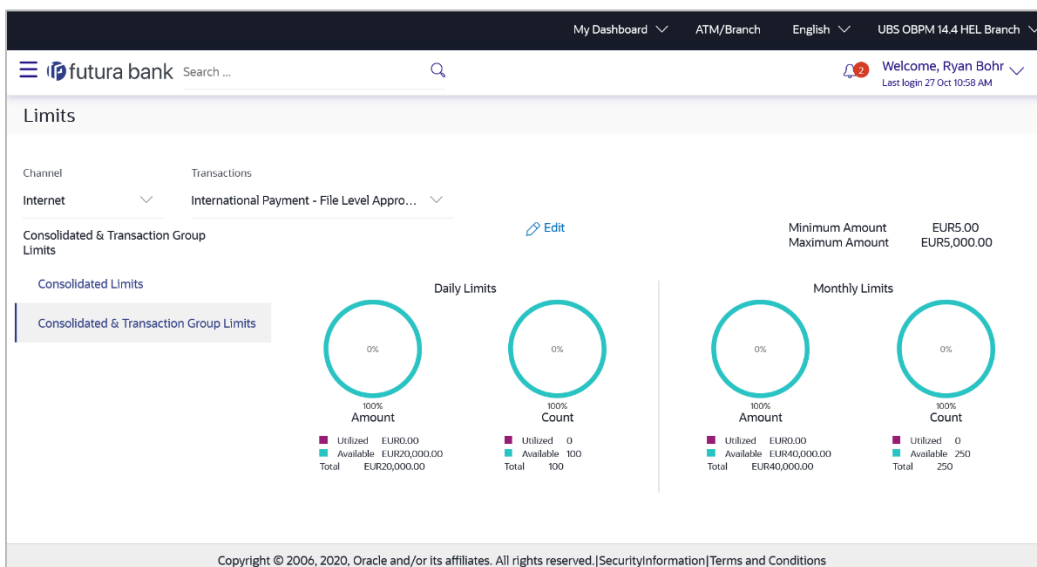 My Dashboard ATM/Branch English UBS OBPM 14.4 HEL Branch
futura bank Search ... 2 Welcome, Ryan Bohr
Last login 27 Oct 10:58 AM
Limits
Channel Transactions
Internet International Payment - File Level Appro...
Consolidated & Transaction Group
Limits
Edit
Minimum Amount EUR5.00
Maximum Amount EUR5,000.00
Consolidated Limits
Consolidated & Transaction Group Limits
Daily Limits
0% 0%
100% 100%
Amount Count
Utilized EUR0.00 Utilized 0
Available EUR20,000.00 Available 100
Total EUR20,000.00 Total 100
Monthly Limits
0% 0%
100% 100%
Amount Count
Utilized EUR0.00 Utilized 0
Available EUR40,000.00 Available 250
Total EUR40,000.00 Total 250
Copyright © 2006, 2020, Oracle and/or its affiliates. All rights reserved.|SecurityInformation|Terms and Conditions